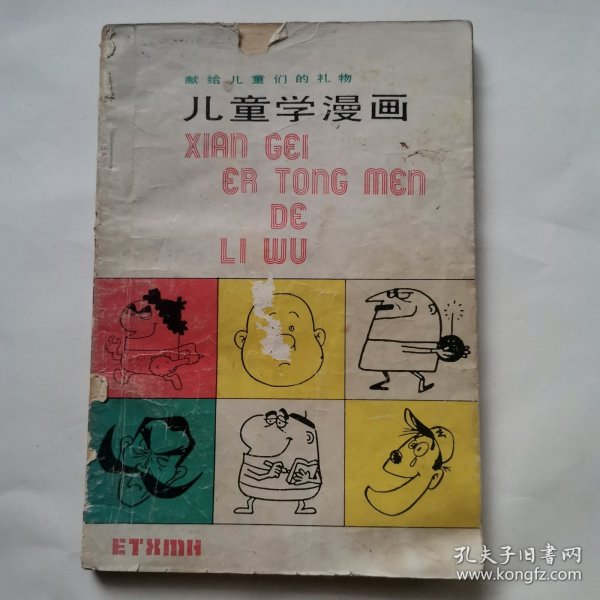 献给儿童们的礼物
儿童学漫画
XIAN GEI
ER TONG MEN
DE
LI WU
ETXMH
孔夫子旧书网
www.kongfz.com